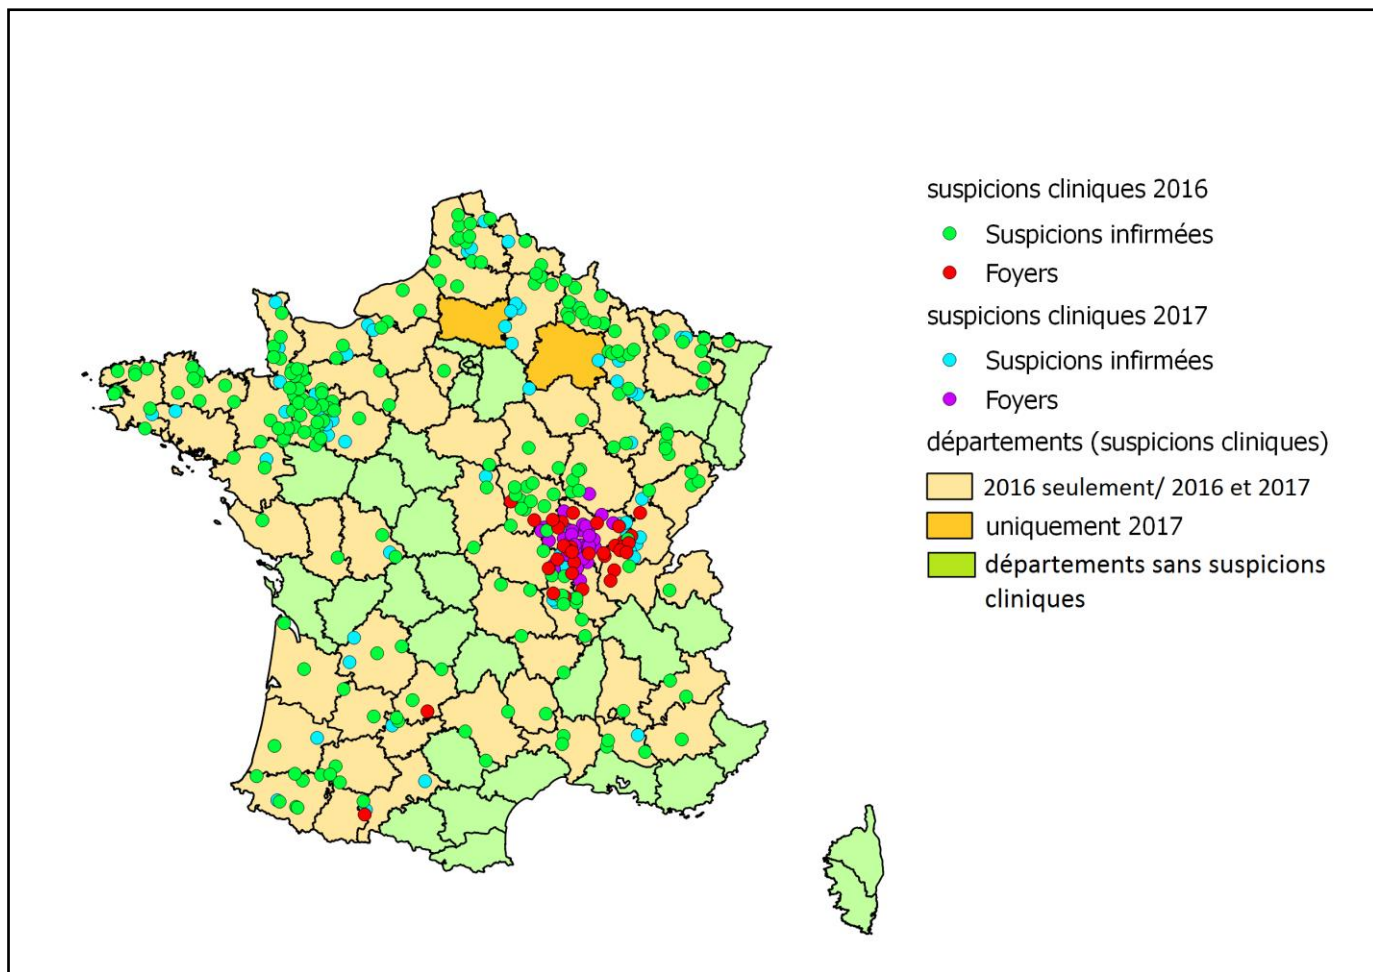 suspicions cliniques 2016
Suspicions infirmées
Foyers
suspicions cliniques 2017
Suspicions infirmées
Foyers
départements (suspicions cliniques)
2016 seulement/ 2016 et 2017
uniquement 2017
départements sans suspicions
cliniques